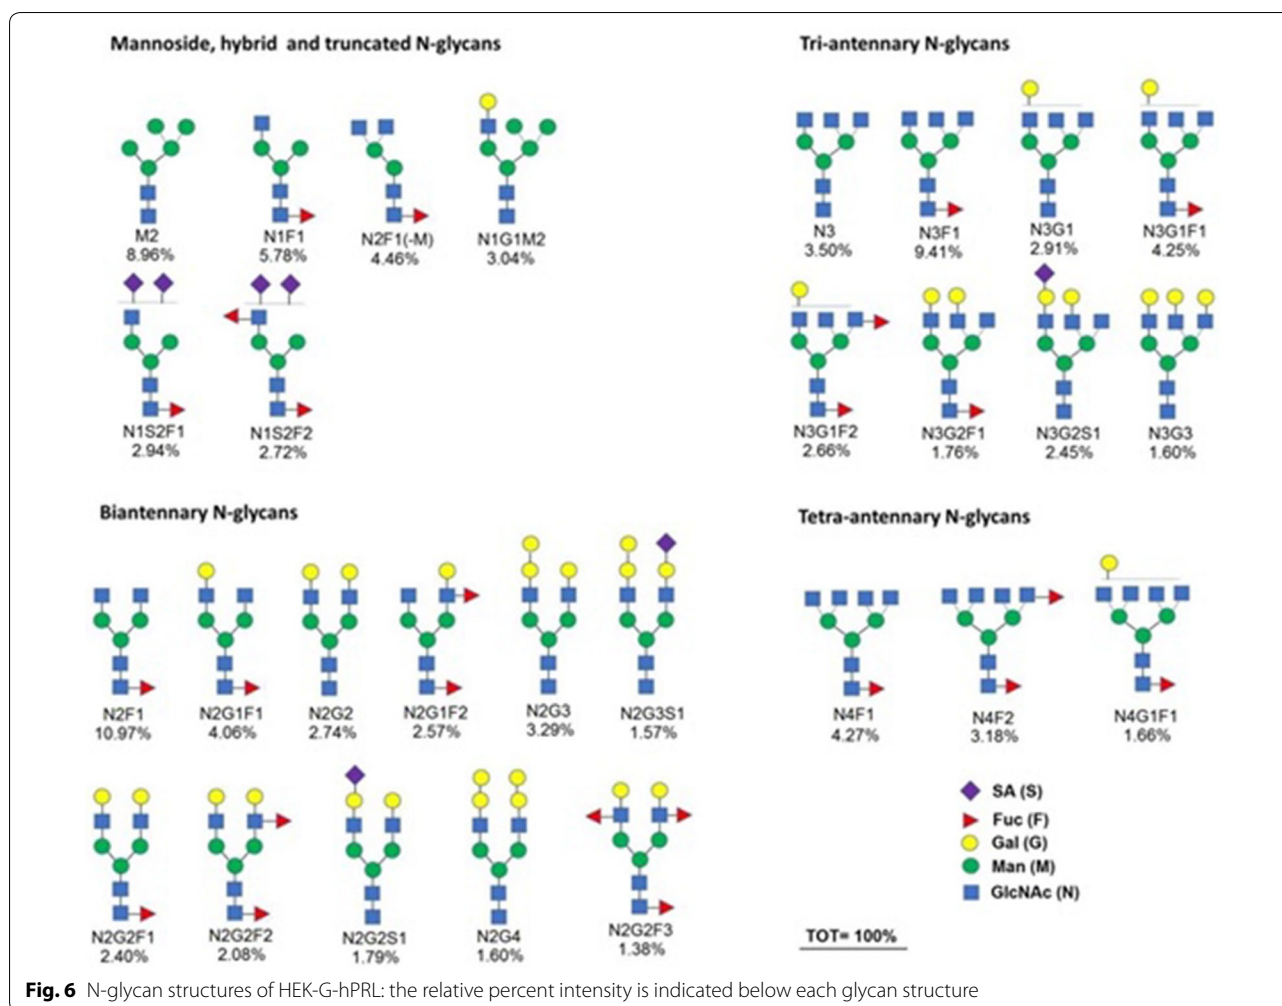 Mannoside, hybrid and truncated N-glycans
M2
8.96%
N1F1
5.78%
N2F1(-M)
4.46%
N1G1M2
3.04%
N1S2F1
2.94%
N1S2F2
2.72%
Tri-antennary N-glycans
N3
3.50%
N3F1
9.41%
N3G1
2.91%
N3G1F1
4.25%
N3G1F2
2.66%
N3G2F1
1.76%
N3G2S1
2.45%
N3G3
1.60%
Biantennary N-glycans
N2F1
10.97%
N2G1F1
4.06%
N2G2
2.74%
N2G1F2
2.57%
N2G3
3.29%
N2G3S1
1.57%
N2G2F1
2.40%
N2G2F2
2.08%
N2G2S1
1.79%
N2G4
1.60%
N2G2F3
1.38%
Tetra-antennary N-glycans
N4F1
4.27%
N4F2
3.18%
N4G1F1
1.66%
SA (S)
Fuc (F)
Gal (G)
Man (M)
GlcNAc (N)
TOT= 100%
Fig. 6 N-glycan structures of HEK-G-hPRL: the relative percent intensity is indicated below each glycan structure